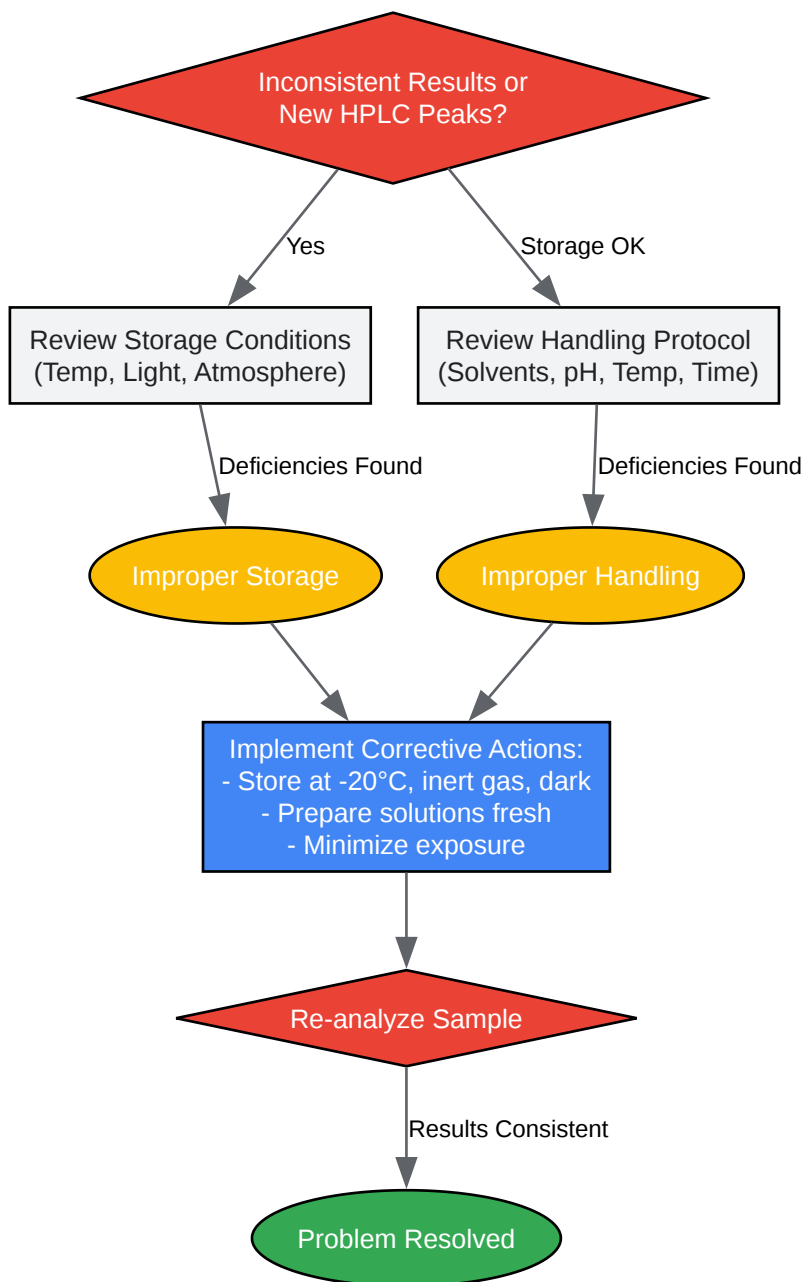 Inconsistent Results or
New HPLC Peaks?
Yes
Storage OK
Review Storage Conditions
(Temp, Light, Atmosphere)
Review Handling Protocol
(Solvents, pH, Temp, Time)
Deficiencies Found
Deficiencies Found
Improper Storage
Improper Handling
Implement Corrective Actions:
- Store at -20°C, inert gas, dark
- Prepare solutions fresh
- Minimize exposure
Re-analyze Sample
Results Consistent
Problem Resolved